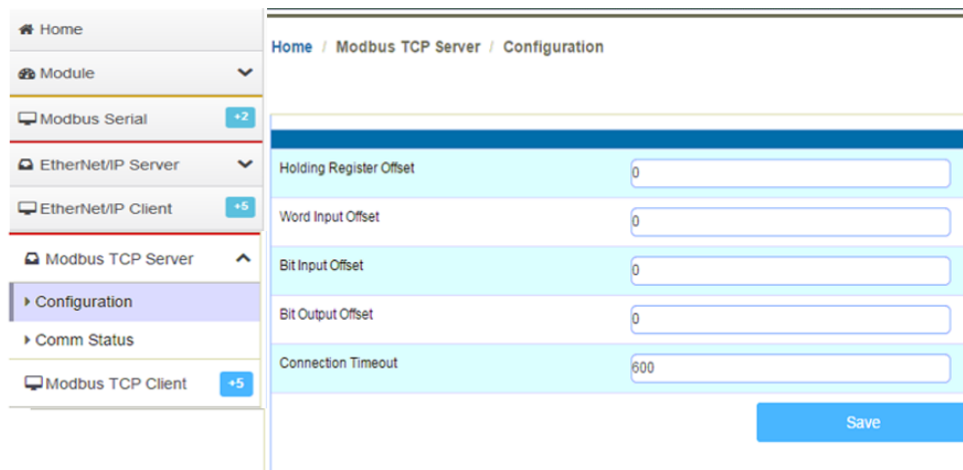 Home
Module
Modbus Serial +2
EtherNet/IP Server
EtherNet/IP Client +5
Modbus TCP Server
Configuration
Comm Status
Modbus TCP Client +5
Home / Modbus TCP Server / Configuration
Holding Register Offset 0
Word Input Offset 0
Bit Input Offset 0
Bit Output Offset 0
Connection Timeout 600
Save